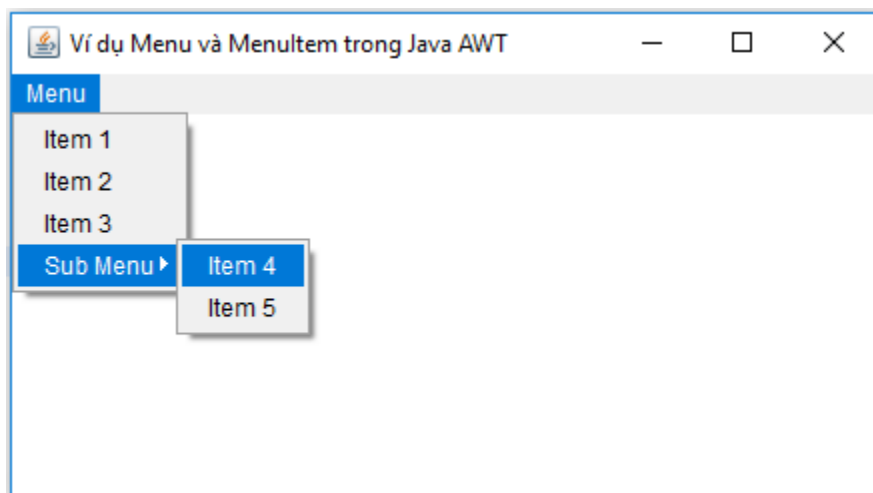 Ví dụ Menu và MenuItem trong Java AWT
Menu
Item 1
Item 2
Item 3
Sub Menu
Item 4
Item 5